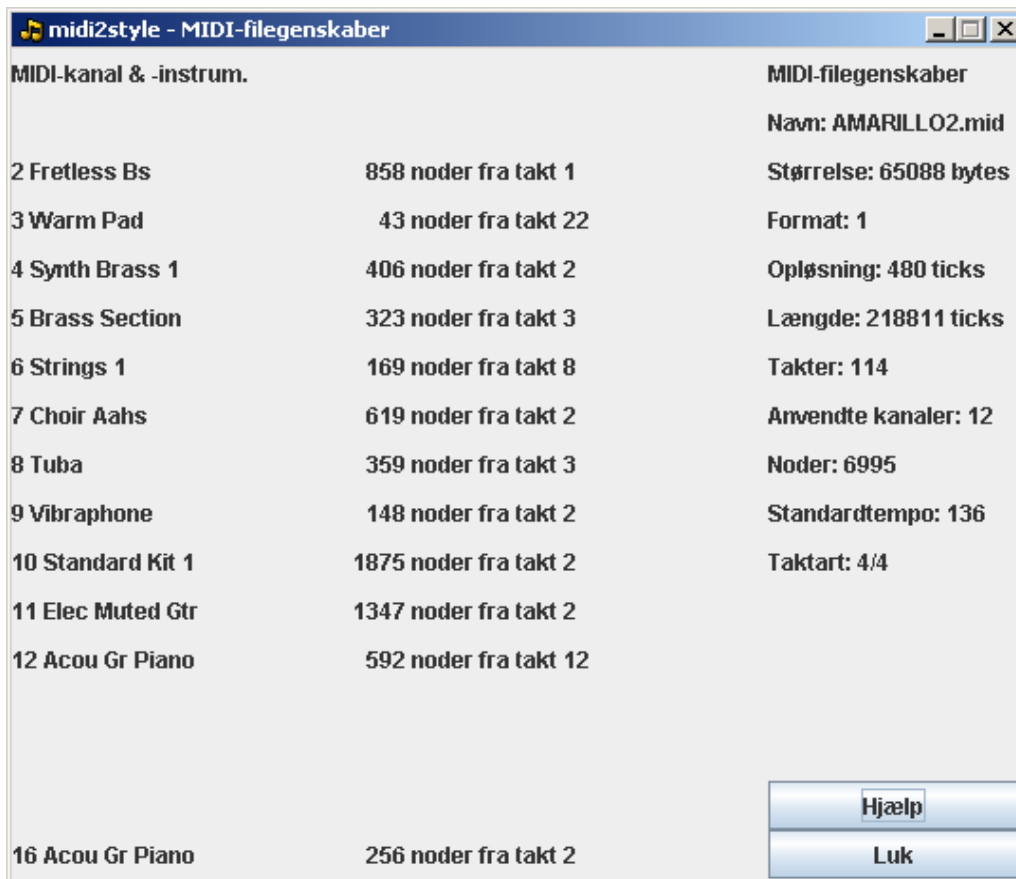 midi2style - MIDI-filegenskaber
MIDI-kanal & -instrum. MIDI-filegenskaber
Navn: AMARILLO2.mid
2 Fretless Bs 858 noder fra takt 1 Størrelse: 65088 bytes
3 Warm Pad 43 noder fra takt 22 Format: 1
4 Synth Brass 1 406 noder fra takt 2 Opløsning: 480 ticks
5 Brass Section 323 noder fra takt 3 Længde: 218811 ticks
6 Strings 1 169 noder fra takt 8 Takter: 114
7 Choir Aahs 619 noder fra takt 2 Anvendte kanaler: 12
8 Tuba 359 noder fra takt 3 Noder: 6995
9 Vibraphone 148 noder fra takt 2 Standardtempo: 136
10 Standard Kit 1 1875 noder fra takt 2 Taktart: 4/4
11 Elec Muted Gtr 1347 noder fra takt 2
12 Acou Gr Piano 592 noder fra takt 12
Hjælp
16 Acou Gr Piano 256 noder fra takt 2 Luk